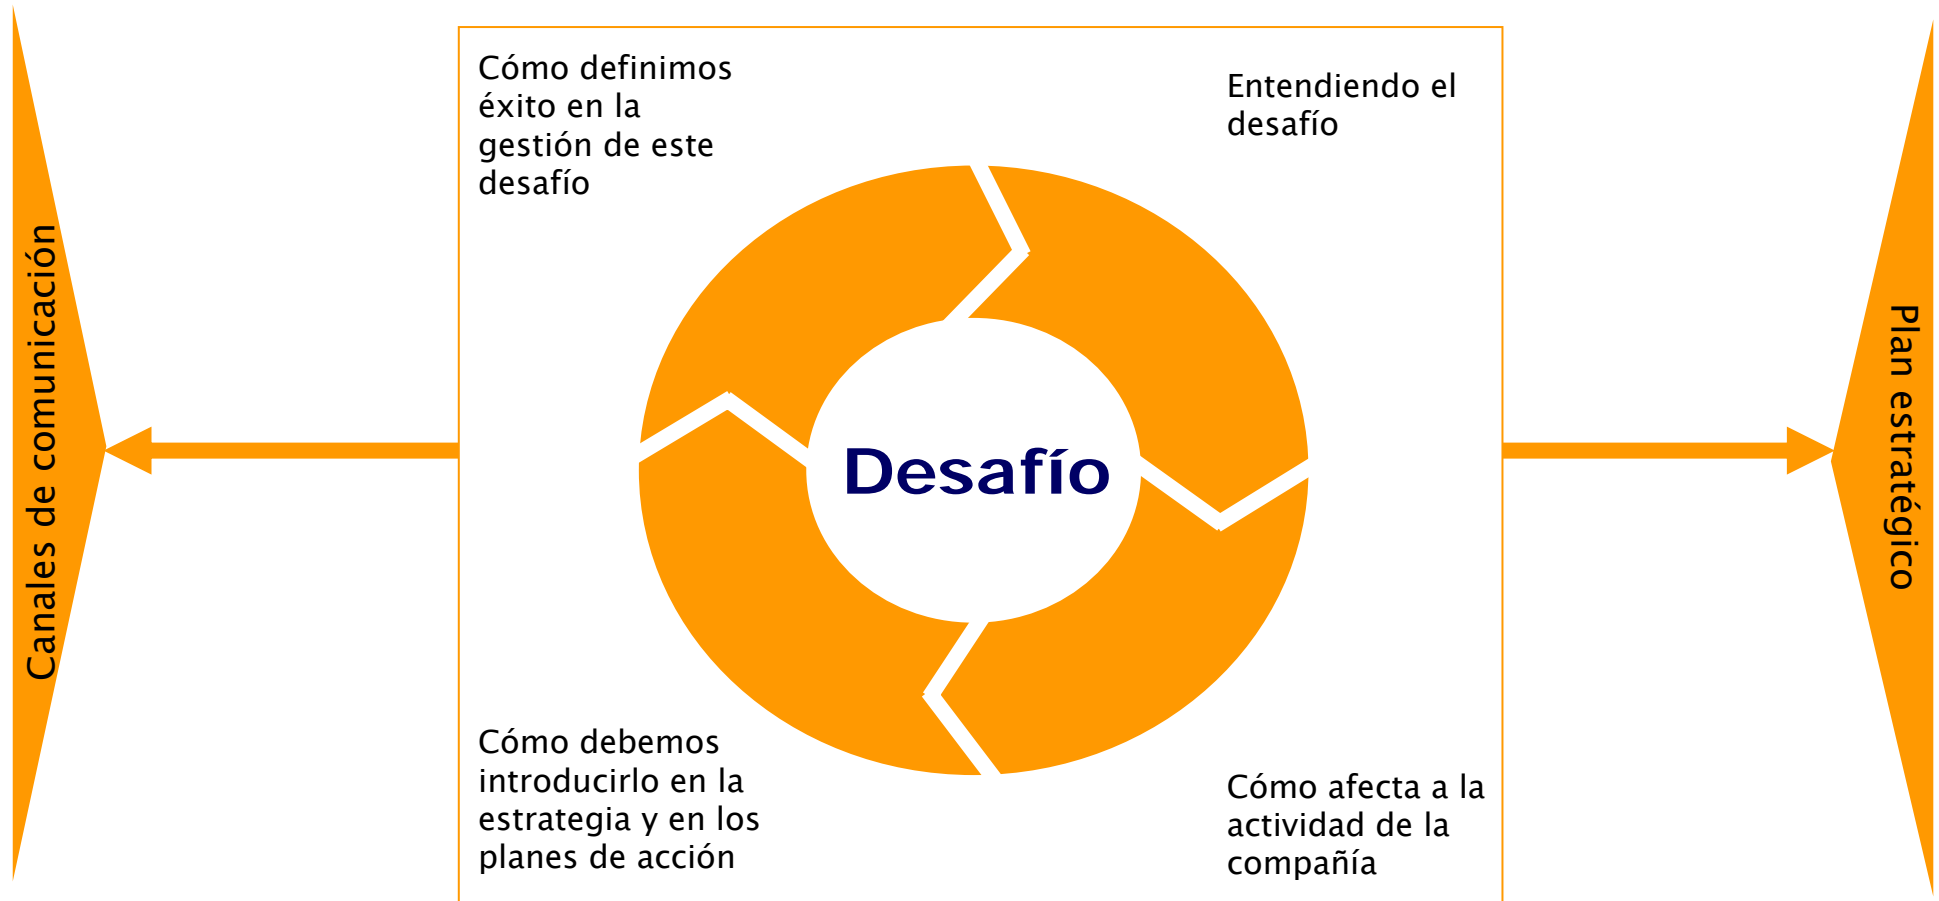 Cómo definimos
éxito en la
gestión de este
desafío
Entendiendo el
desafío
Canales de comunicación
Desafío
Plan estratégico
Cómo debemos
introducirlo en la
estrategia y en los
planes de acción
Cómo afecta a la
actividad de la
compañía